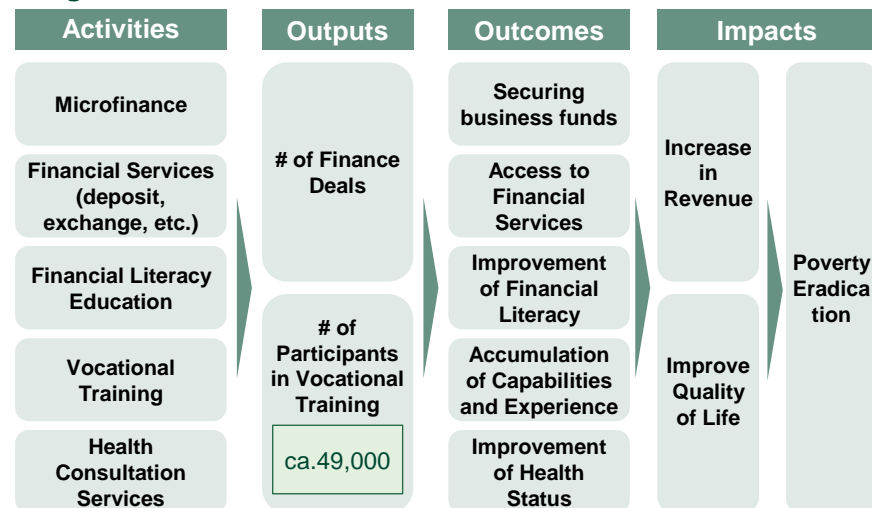 Activities
Outputs
Outcomes
Impacts
Microfinance
Financial Services
(deposit,
exchange, etc.)
Financial Literacy
Education
Vocational
Training
Health
Consultation
Services
# of Finance
Deals
# of
Participants
in Vocational
Training
ca.49,000
Securing
business funds
Access to
Financial
Services
Improvement
of Financial
Literacy
Accumulation
of Capabilities
and Experience
Improvement
of Health
Status
Increase
in
Revenue
Improve
Quality
of Life
Poverty
Eradica
tion